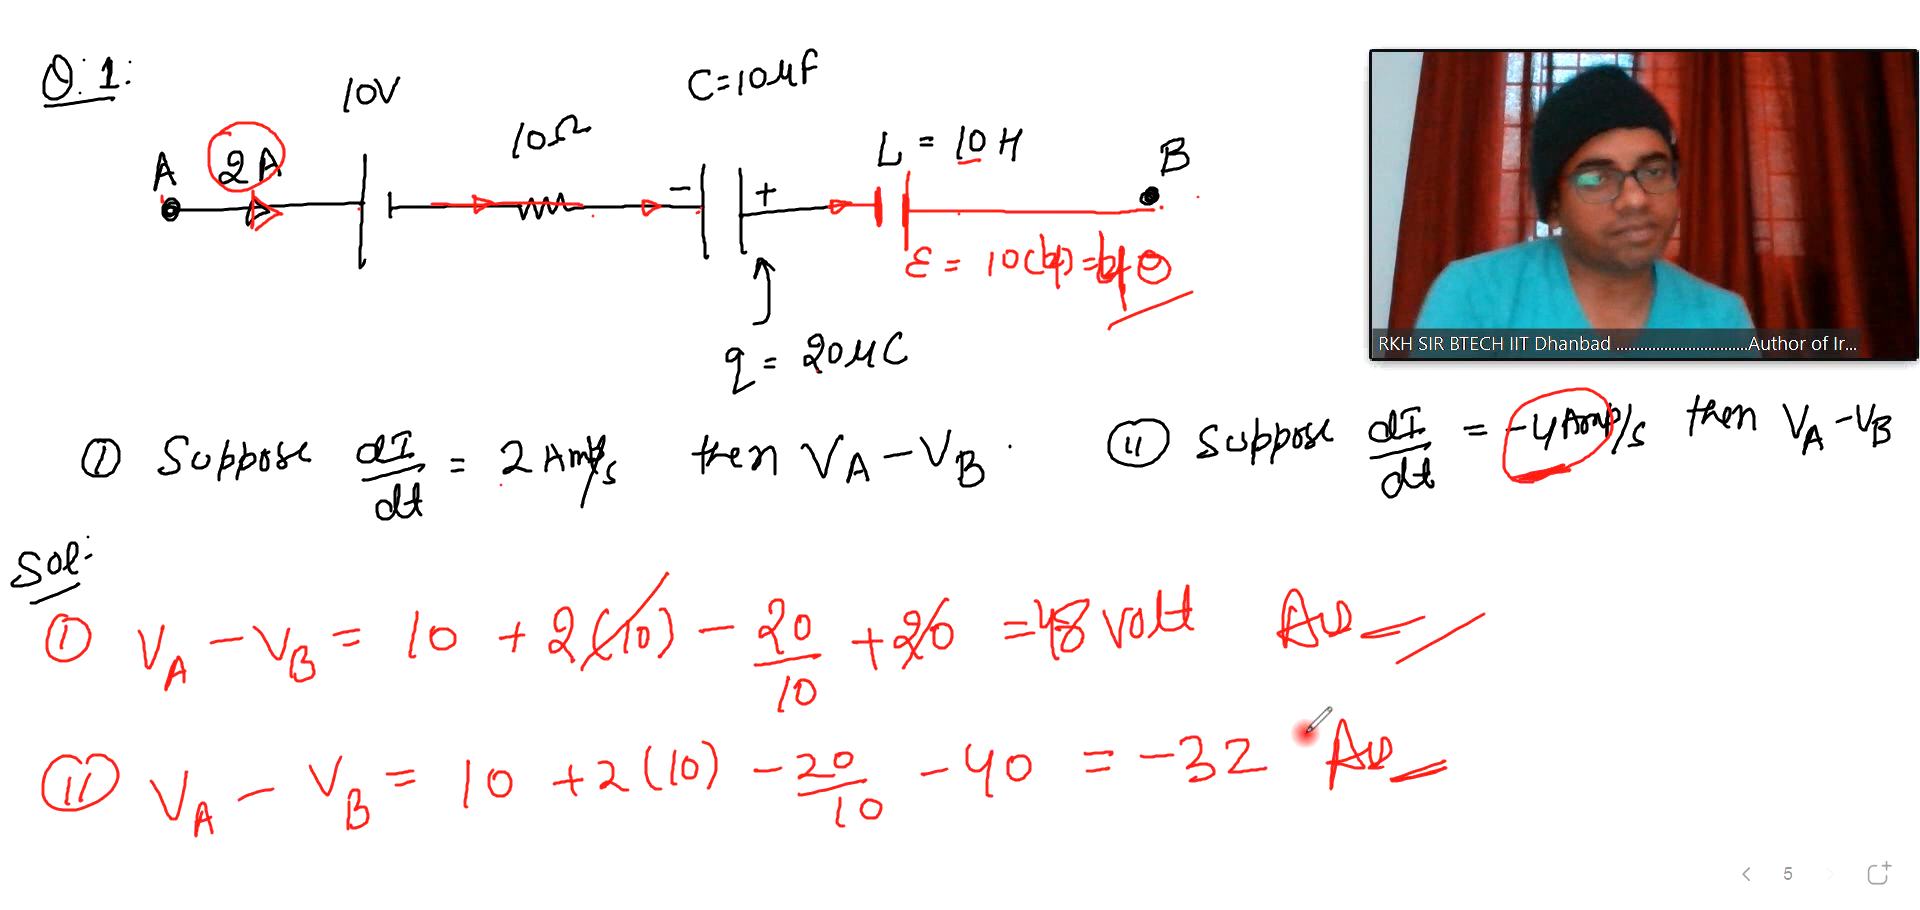 Q.1:
10V
10Ω
C=10μF
L = 10 H
A
2A
B
-
+
ε = 10(4)=40
q = 20μC
RKH SIR BTECH IIT Dhanbad ..................................Author of Ir...
I Suppose dI/dt = 2 Amp/s then VA-VB.
II Suppose dI/dt = -4 Amp/s then VA-VB
Sol:
I VA-VB = 10 + 2(10) - 20/10 + 20 = 48 volt Ans
II VA - VB = 10 + 2(10) - 20/10 - 40 = -32 Ans
5